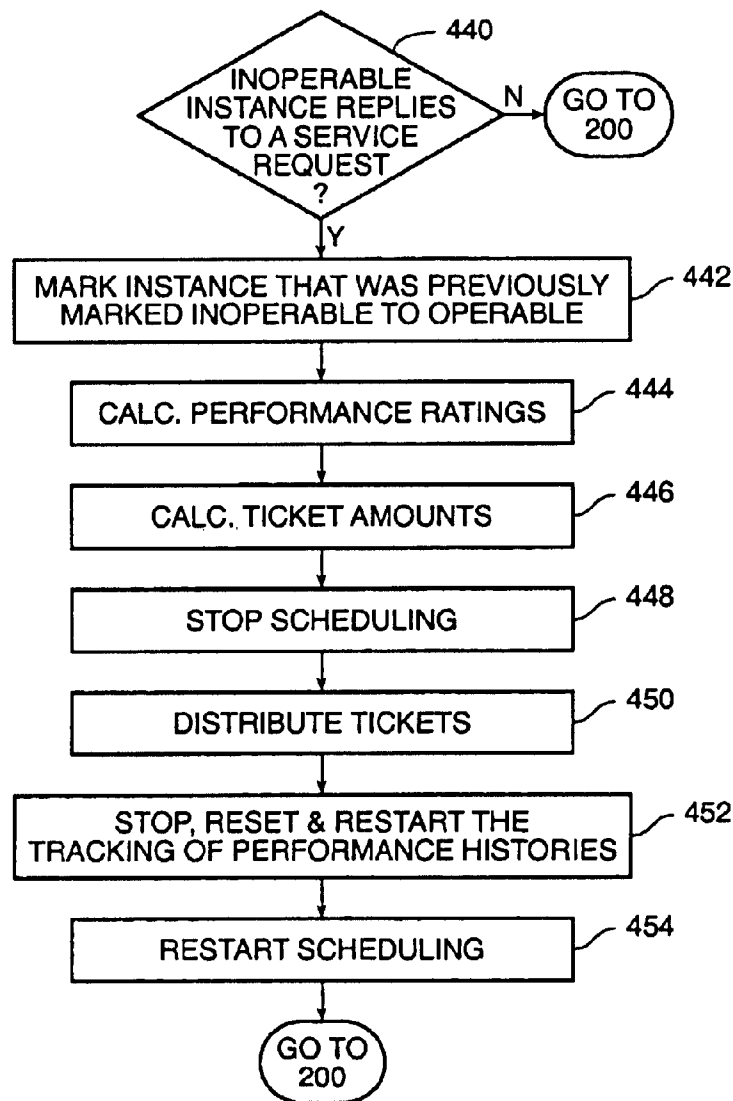 440
INOPERABLE
INSTANCE REPLIES
TO A SERVICE
REQUEST
?
N
GO TO
200
Y
MARK INSTANCE THAT WAS PREVIOUSLY
MARKED INOPERABLE TO OPERABLE
442
CALC. PERFORMANCE RATINGS
444
CALC. TICKET AMOUNTS
446
STOP SCHEDULING
448
DISTRIBUTE TICKETS
450
STOP, RESET & RESTART THE
TRACKING OF PERFORMANCE HISTORIES
452
RESTART SCHEDULING
454
GO TO
200